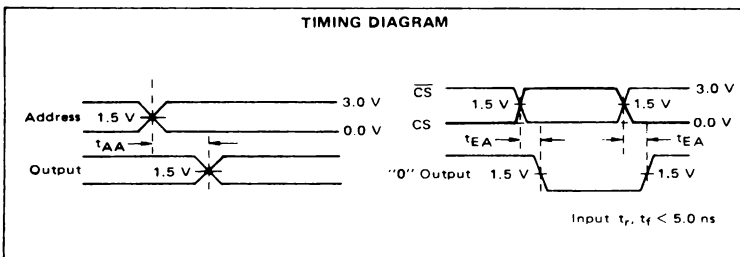 TIMING DIAGRAM
Address
1.5 V
3.0 V
0.0 V
tAA
Output
1.5 V
CS
CS
1.5 V
1.5 V
3.0 V
0.0 V
tEA
tEA
"0" Output
1.5 V
1.5 V
Input tr, tf < 5.0 ns